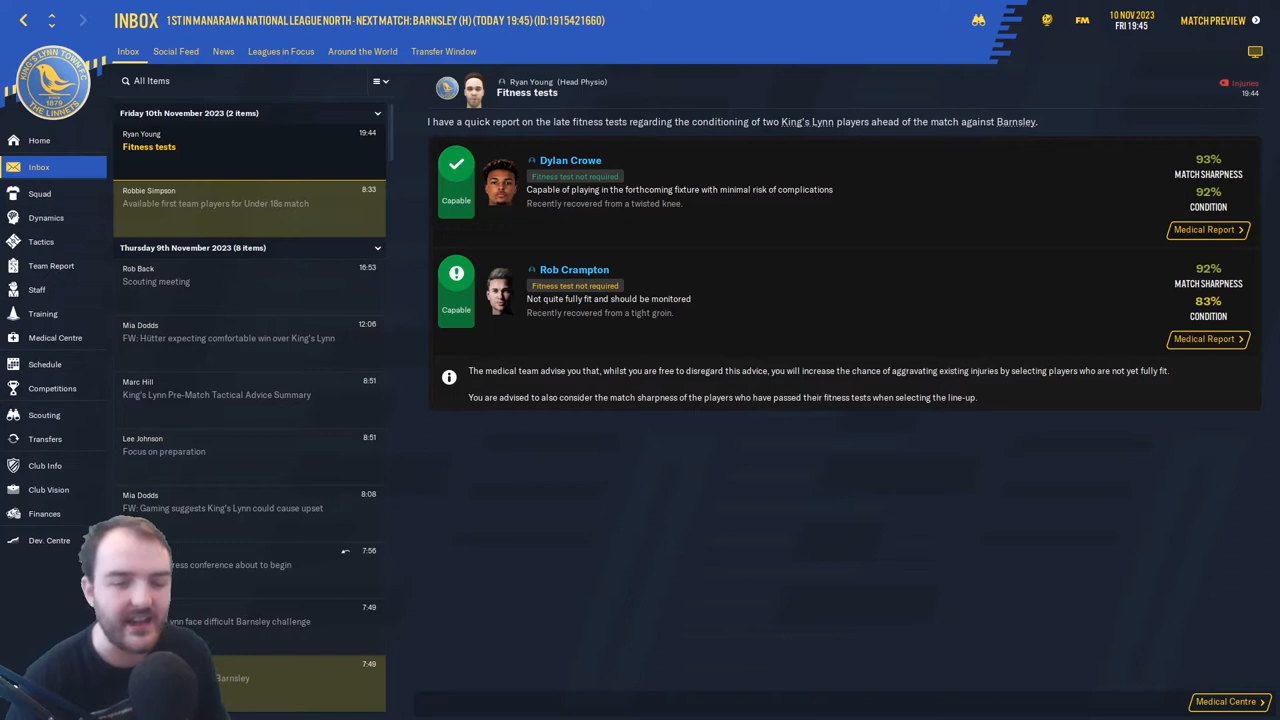 INBOX
1ST IN MANARAMA NATIONAL LEAGUE NORTH - NEXT MATCH: BARNSLEY (H) (TODAY 19:45) (ID:1915421660)
FM
10 NOV 2023
FRI 19:45
MATCH PREVIEW
Inbox
Social Feed
News
Leagues in Focus
Around the World
Transfer Window
KING'S LYNN TOWN F.C
SINCE
1879
THE LINNETS
Home
Inbox
Squad
Dynamics
Tactics
Team Report
Staff
Training
Medical Centre
Schedule
Competitions
Scouting
Transfers
Club Info
Club Vision
Finances
Dev. Centre
All Items
Friday 10th November 2023 (2 items)
Ryan Young 19:44
Fitness tests
Robbie Simpson 8:33
Available first team players for Under 18s match
Thursday 9th November 2023 (8 items)
Rob Back 16:53
Scouting meeting
Mia Dodds 12:06
FW: Hütter expecting comfortable win over King's Lynn
Marc Hill 8:51
King's Lynn Pre-Match Tactical Advice Summary
Lee Johnson 8:51
Focus on preparation
Mia Dodds 8:08
FW: Gaming suggests King's Lynn could cause upset
7:56
conference about to begin
7:49
face difficult Barnsley challenge
7:49
Barnsley
Ryan Young (Head Physio)
Fitness tests
Injuries
19:44
I have a quick report on the late fitness tests regarding the conditioning of two King's Lynn players ahead of the match against Barnsley.
Capable
Dylan Crowe
Fitness test not required
Capable of playing in the forthcoming fixture with minimal risk of complications
Recently recovered from a twisted knee.
93%
MATCH SHARPNESS
92%
CONDITION
Medical Report
Capable
Rob Crampton
Fitness test not required
Not quite fully fit and should be monitored
Recently recovered from a tight groin.
92%
MATCH SHARPNESS
83%
CONDITION
Medical Report
The medical team advise you that, whilst you are free to disregard this advice, you will increase the chance of aggravating existing injuries by selecting players who are not yet fully fit.
You are advised to also consider the match sharpness of the players who have passed their fitness tests when selecting the line-up.
Medical Centre